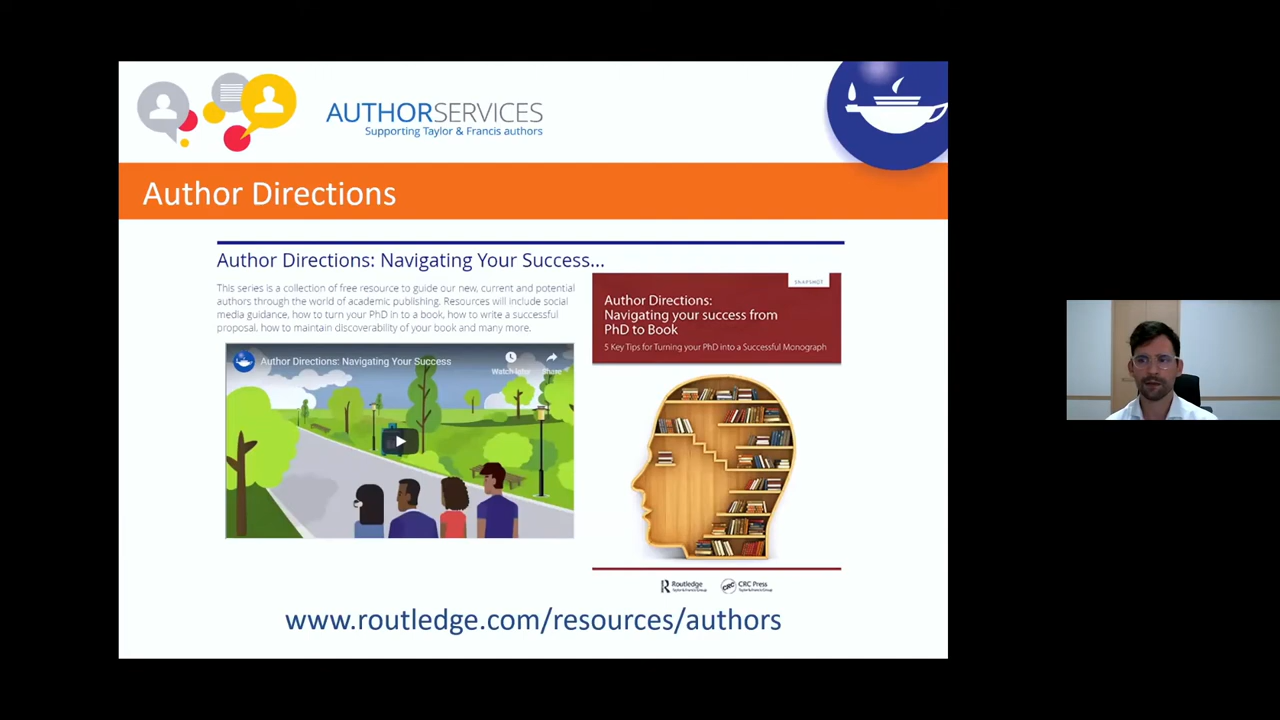 AUTHORSERVICES
Supporting Taylor & Francis authors
Author Directions
Author Directions: Navigating Your Success...
This series is a collection of free resource to guide our new, current and potential
authors through the world of academic publishing. Resources will include social
media guidance, how to turn your PhD in to a book, how to write a successful
proposal, how to maintain discoverability of your book and many more.
Author Directions: Navigating Your Success
Watch later
Share
SNAPSHOT
Author Directions:
Navigating your success from
PhD to Book
5 Key Tips for Turning your PhD into a Successful Monograph
R Routledge
Taylor & Francis Group
CRC CRC Press
Taylor & Francis Group
www.routledge.com/resources/authors